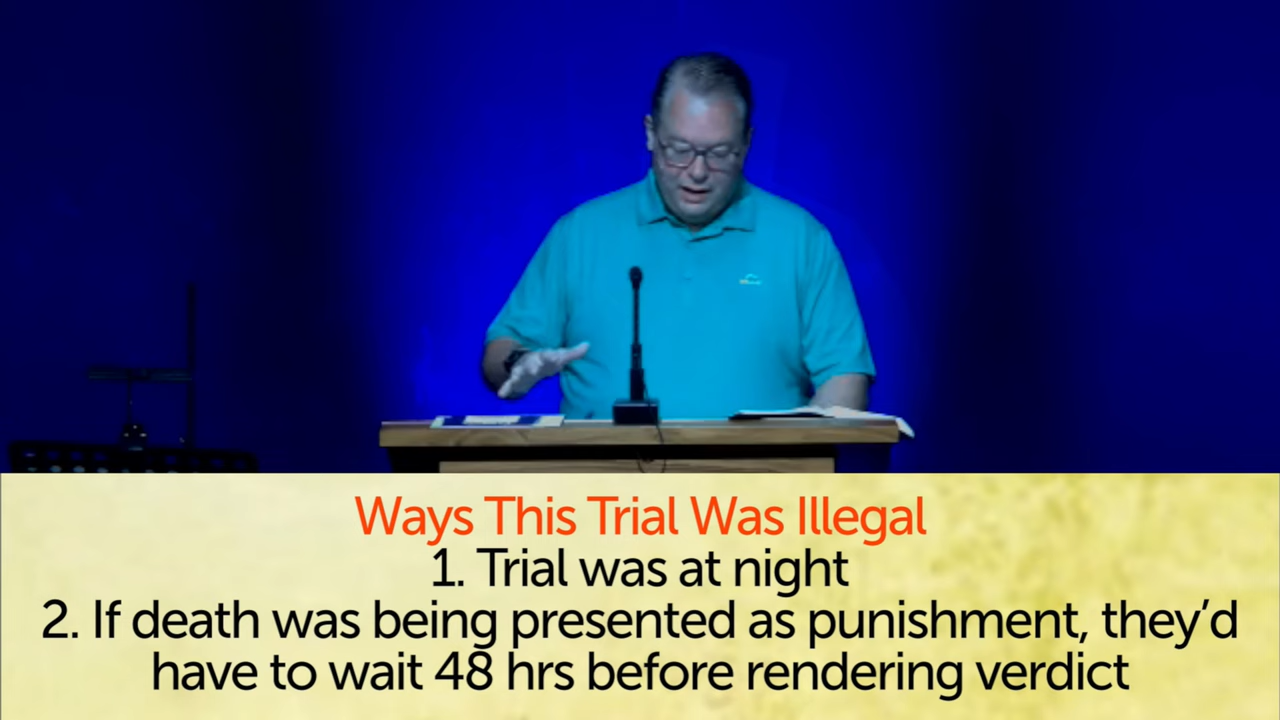 Ways This Trial Was Illegal
1. Trial was at night
2. If death was being presented as punishment, they’d
have to wait 48 hrs before rendering verdict